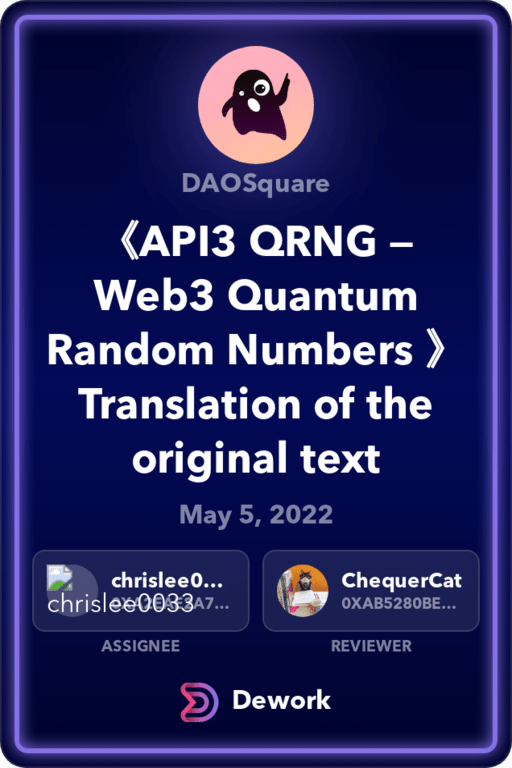 DAOSquare
《API3 QRNG –
Web3 Quantum
Random Numbers 》
Translation of the
original text
May 5, 2022
chrislee0...
chrislee0033
ChequerCat
0XAB5280BE...
ASSIGNEE
REVIEWER
Dework